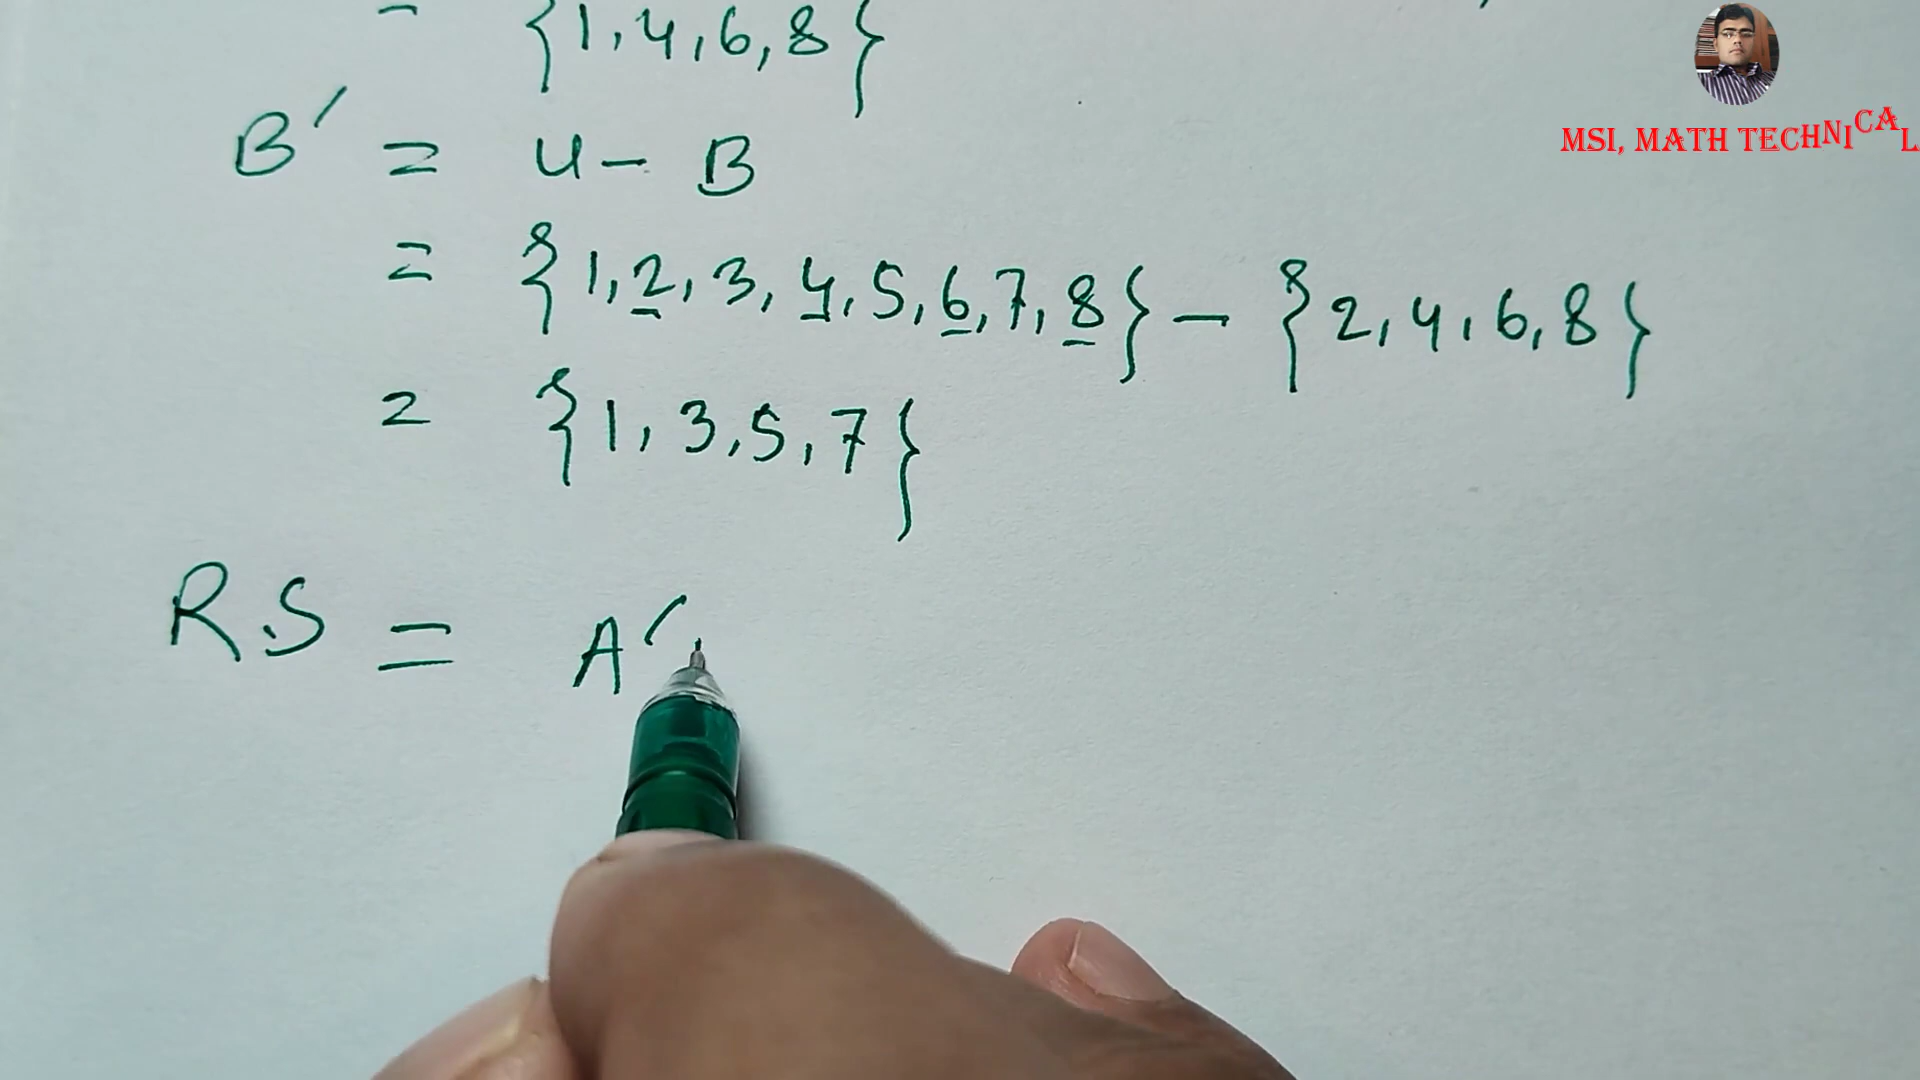 = {1, 4, 6, 8}
MSI, MATH TECHNICAL
B′ = U - B
= {1, 2, 3, 4, 5, 6, 7, 8} - {2, 4, 6, 8}
= {1, 3, 5, 7}
R.S = A′